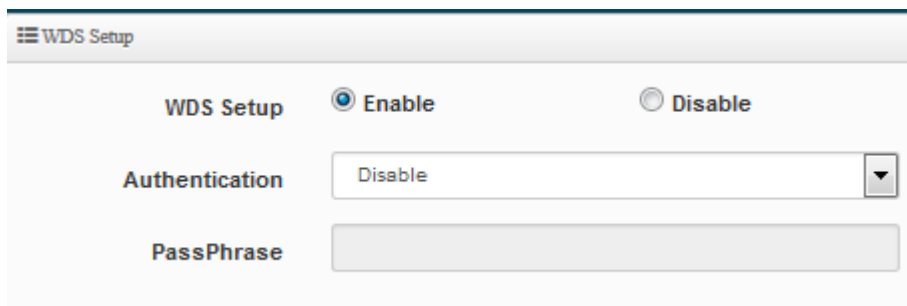 WDS Setup
WDS Setup Enable Disable
Authentication Disable
PassPhrase